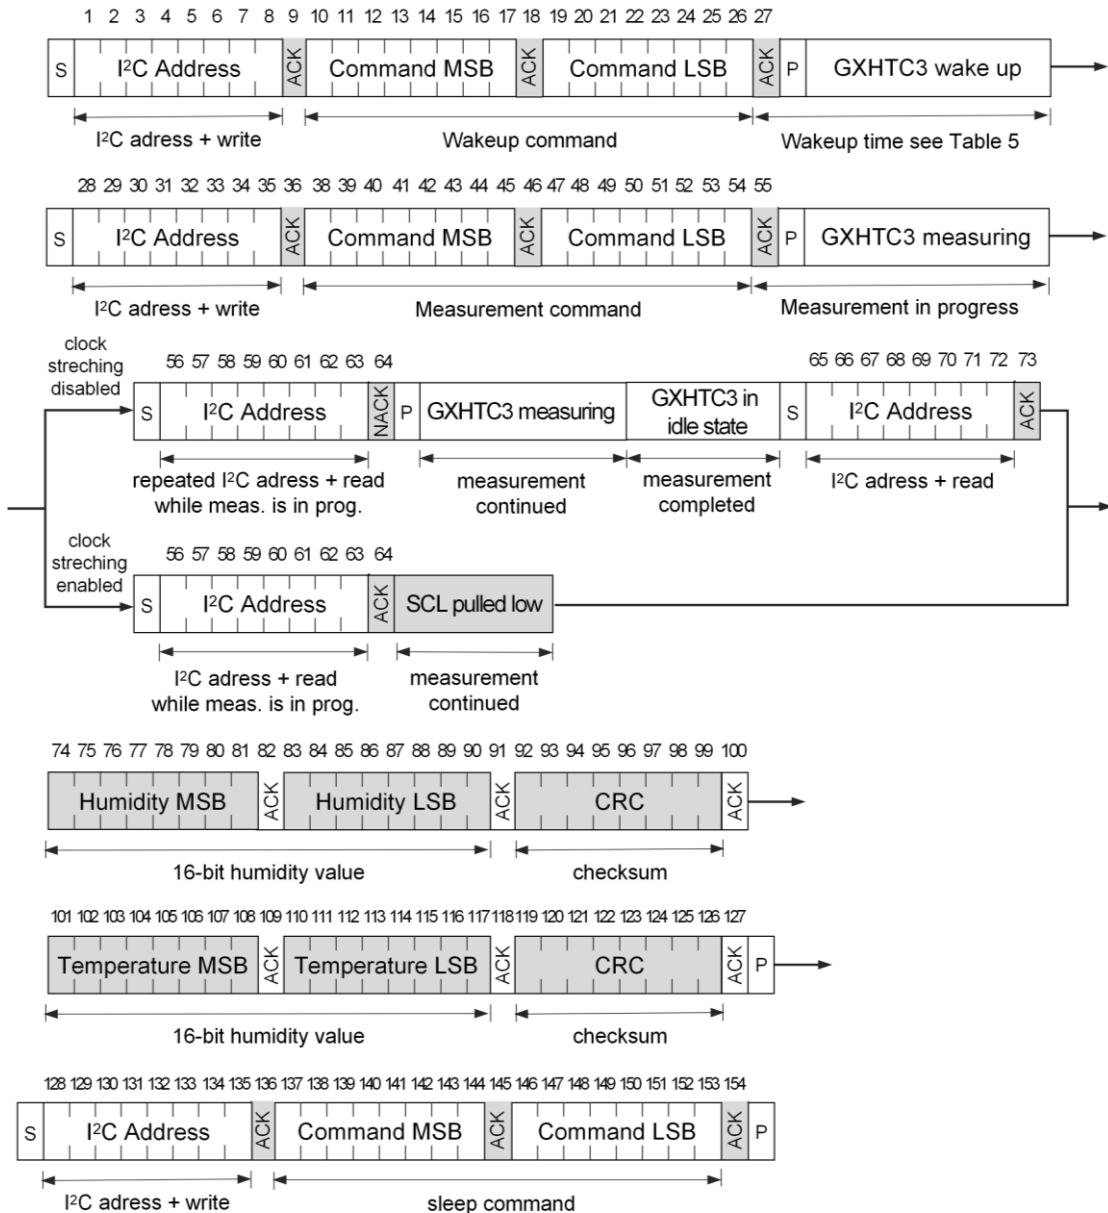 1 2 3 4 5 6 7 8 9 10 11 12 13 14 15 16 17 18 19 20 21 22 23 24 25 26 27
S I²C Address ACK Command MSB ACK Command LSB ACK P GXHTC3 wake up
I²C adress + write Wakeup command Wakeup time see Table 5
28 29 30 31 32 33 34 35 36 38 39 40 41 42 43 44 45 46 47 48 49 50 51 52 53 54 55
S I²C Address ACK Command MSB ACK Command LSB ACK P GXHTC3 measuring
I²C adress + write Measurement command Measurement in progress
clock
streching
disabled
56 57 58 59 60 61 62 63 64 65 66 67 68 69 70 71 72 73
S I²C Address NACK P GXHTC3 measuring GXHTC3 in
idle state S I²C Address ACK
repeated I²C adress + read
while meas. is in prog.
measurement
continued
measurement
completed
I²C adress + read
clock
streching
enabled
56 57 58 59 60 61 62 63 64
S I²C Address ACK SCL pulled low
I²C adress + read
while meas. is in prog.
measurement
continued
74 75 76 77 78 79 80 81 82 83 84 85 86 87 88 89 90 91 92 93 94 95 96 97 98 99 100
Humidity MSB ACK Humidity LSB ACK CRC ACK
16-bit humidity value checksum
101 102 103 104 105 106 107 108 109 110 111 112 113 114 115 116 117 118 119 120 121 122 123 124 125 126 127
Temperature MSB ACK Temperature LSB ACK CRC ACK P
16-bit humidity value checksum
128 129 130 131 132 133 134 135 136 137 138 139 140 141 142 143 144 145 146 147 148 149 150 151 152 153 154
S I²C Address ACK Command MSB ACK Command LSB ACK P
I²C adress + write sleep command